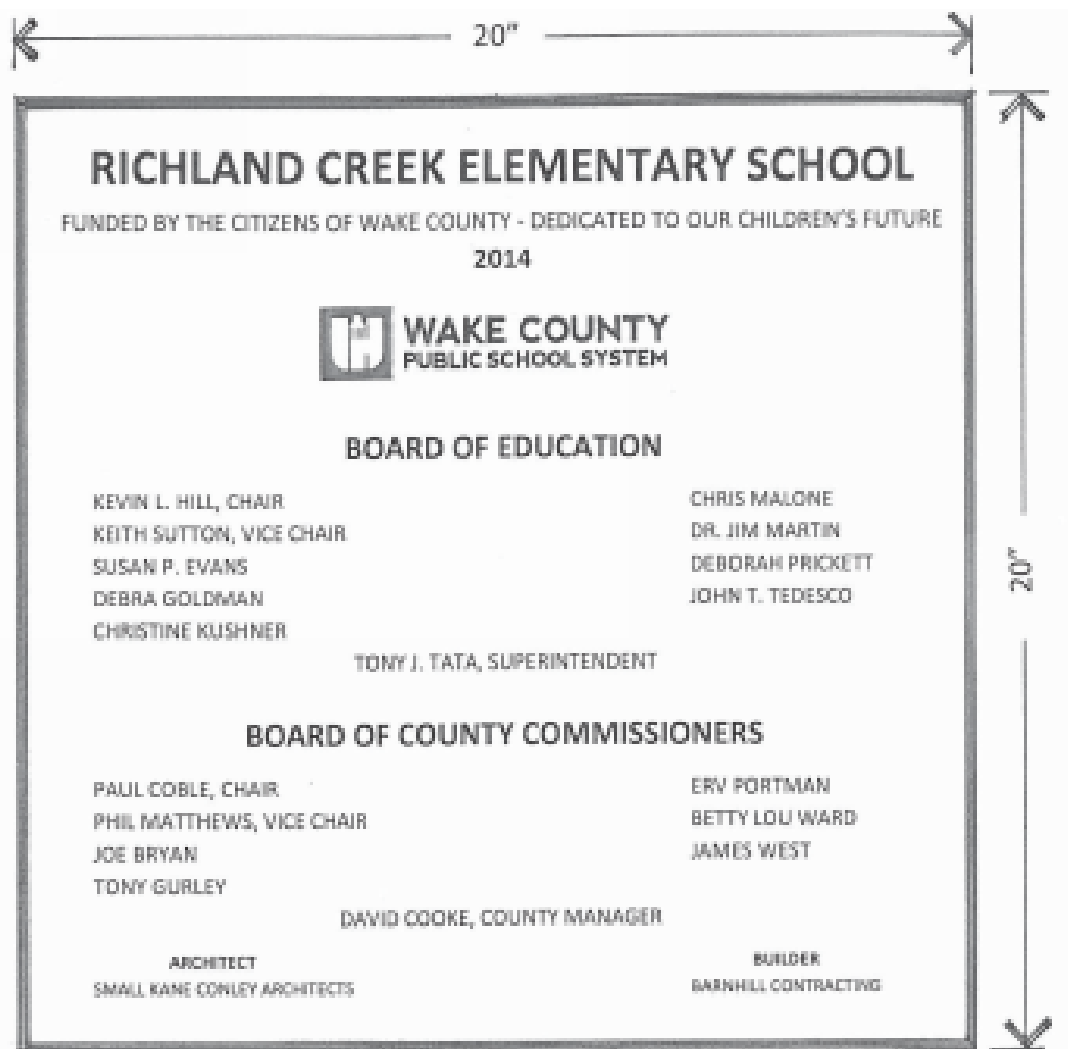 20"
RICHLAND CREEK ELEMENTARY SCHOOL
FUNDED BY THE CITIZENS OF WAKE COUNTY - DEDICATED TO OUR CHILDREN'S FUTURE
2014
WAKE COUNTY
PUBLIC SCHOOL SYSTEM
BOARD OF EDUCATION
KEVIN L. HILL, CHAIR
KEITH SUTTON, VICE CHAIR
SUSAN P. EVANS
DEBRA GOLDMAN
CHRISTINE KUSHNER
CHRIS MALONE
DR. JIM MARTIN
DEBORAH PRICKETT
JOHN T. TEDESCO
TONY J. TATA, SUPERINTENDENT
BOARD OF COUNTY COMMISSIONERS
PAUL COBLE, CHAIR
PHIL MATTHEWS, VICE CHAIR
JOE BRYAN
TONY GURLEY
ERV PORTMAN
BETTY LOU WARD
JAMES WEST
DAVID COOKE, COUNTY MANAGER
ARCHITECT
SMALL KANE CONLEY ARCHITECTS
BUILDER
BARNHILL CONTRACTING
20"